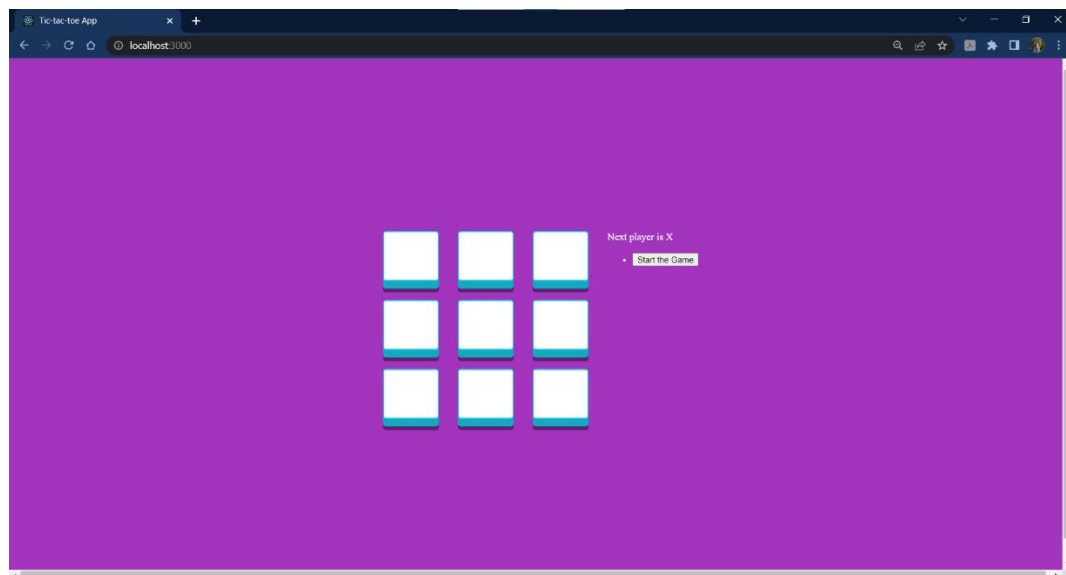 Tic-tac-toe App
localhost:3000
Next player is X
Start the Game